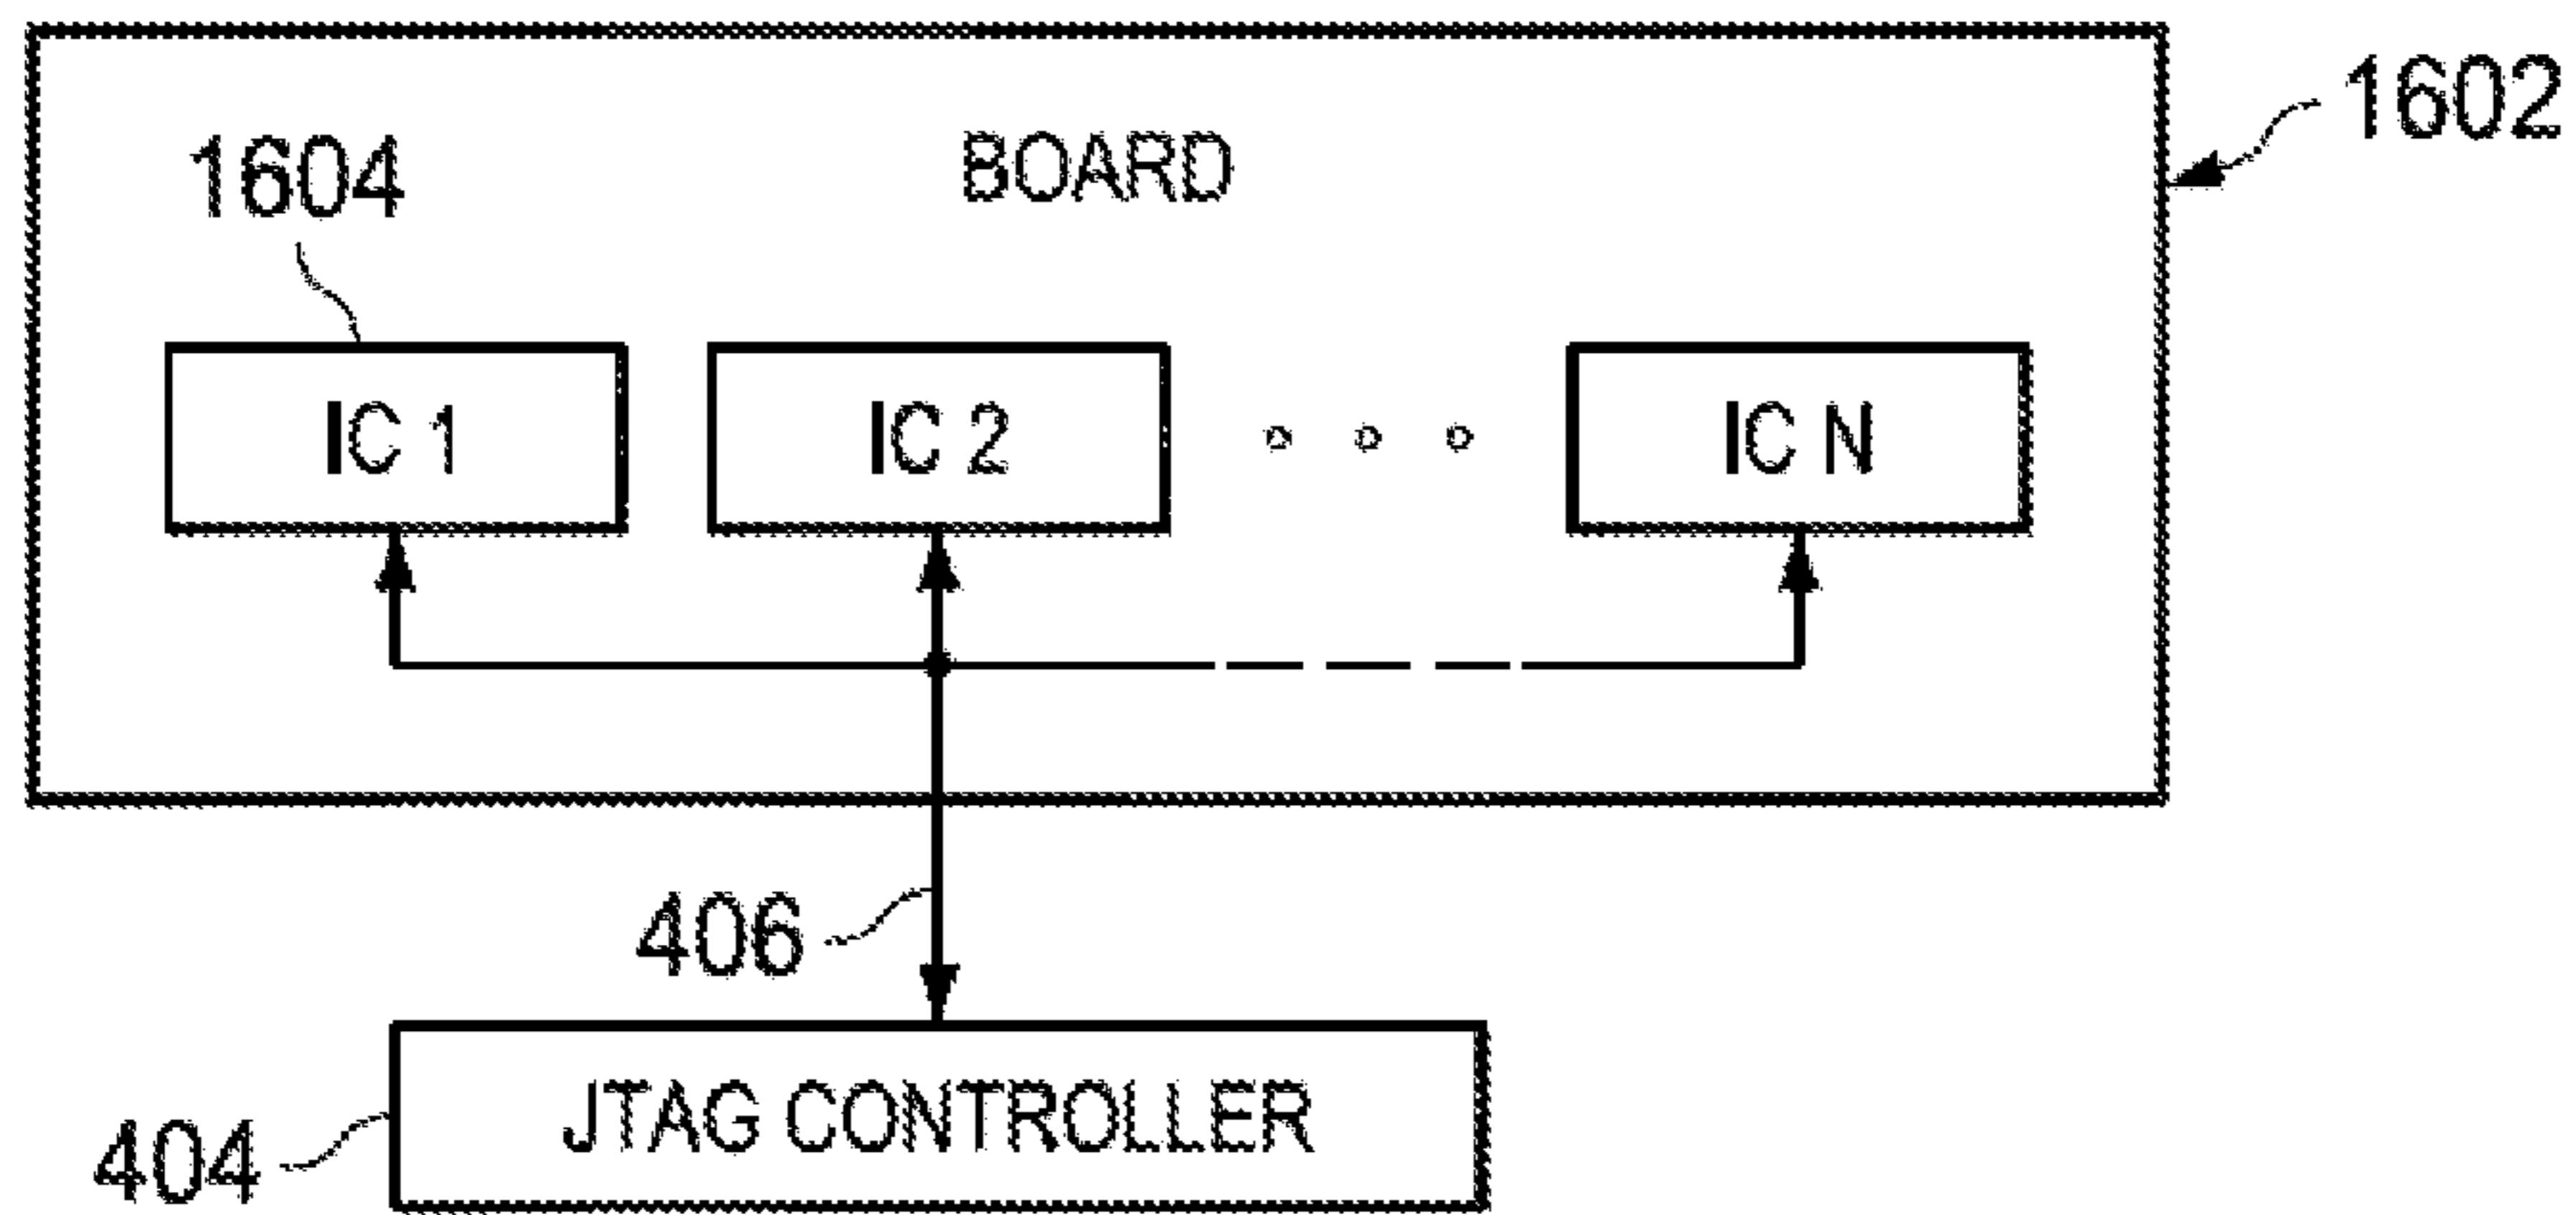 1602
1604
BOARD
IC 1
IC 2
IC N
406
JTAG CONTROLLER
404